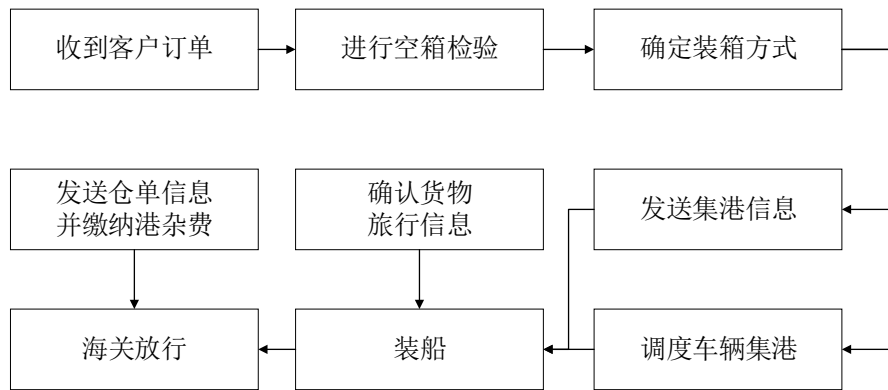 收到客户订单
进行空箱检验
确定装箱方式
发送仓单信息
并缴纳港杂费
确认货物
旅行信息
发送集港信息
海关放行
装船
调度车辆集港